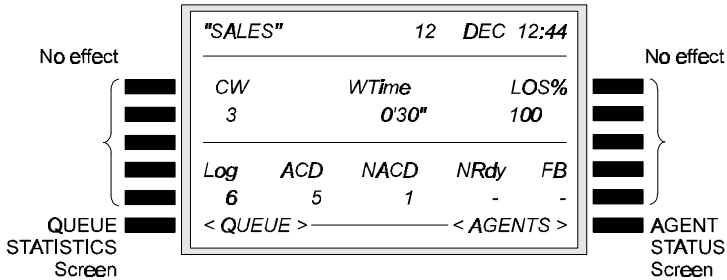 "SALES" 12 DEC 12:44
No effect
No effect
CW WTime LOS%
3 0'30" 100
Log ACD NACD NRdy FB
6 5 1 - -
< QUEUE > < AGENTS >
QUEUE
STATISTICS
Screen
AGENT
STATUS
Screen